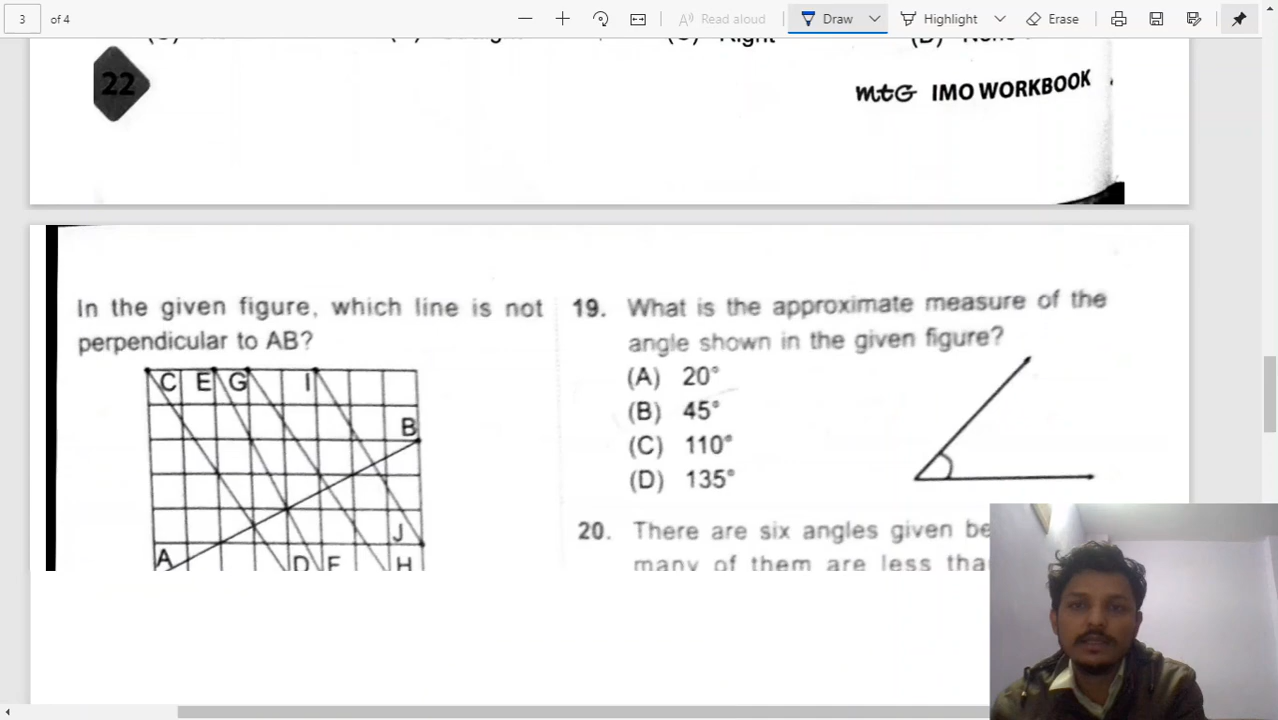 3 of 4
Read aloud
Draw
Highlight
Erase
Right
22
mtG IMO WORKBOOK
In the given figure, which line is not
perpendicular to AB?
C E G I
B
J
A D F H
19. What is the approximate measure of the
angle shown in the given figure?
(A) 20°
(B) 45°
(C) 110°
(D) 135°
20. There are six angles given be
many of them are less tha